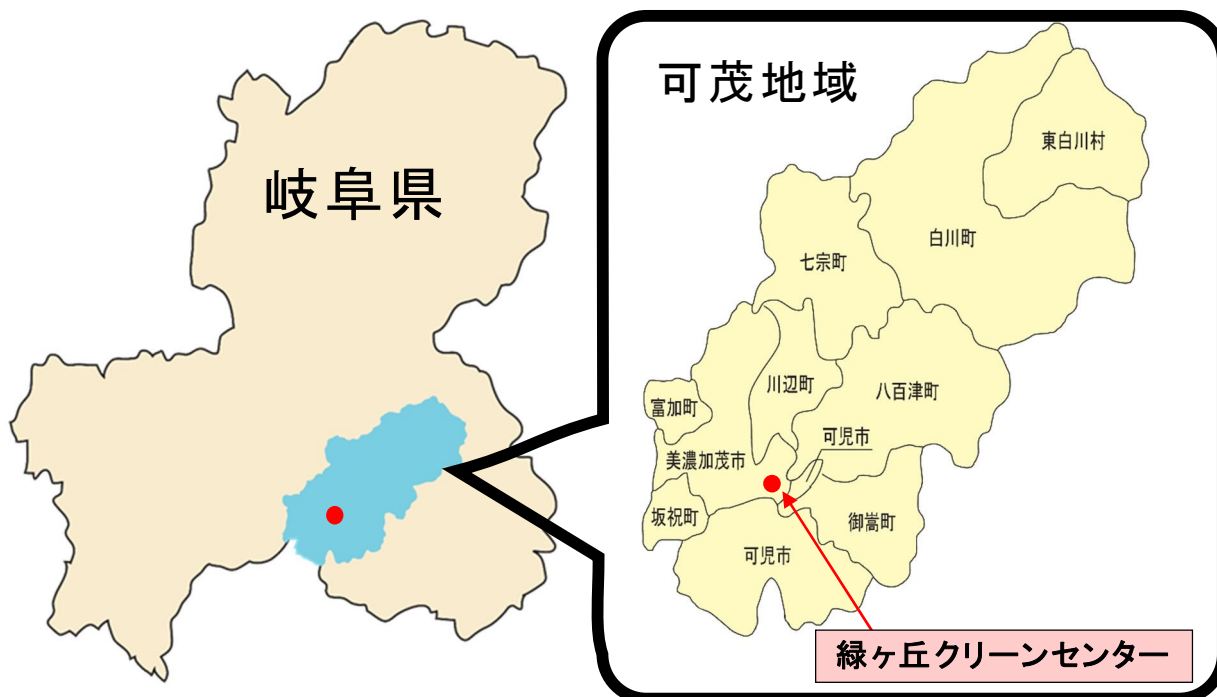 岐阜県
可茂地域
東白川村
白川町
七宗町
川辺町
八百津町
富加町
可児市
美濃加茂市
坂祝町
御嵩町
可児市
緑ヶ丘クリーンセンター